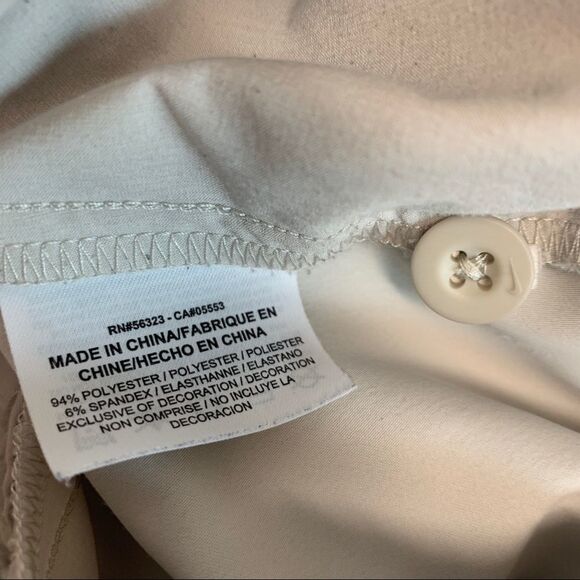 RN#56323 - CA#05553
MADE IN CHINA/FABRIQUE EN
CHINE/HECHO EN CHINA
94% POLYESTER / POLYESTER / POLIESTER
6% SPANDEX / ELASTHANNE / ELASTANO
EXCLUSIVE OF DECORATION / DECORATION
NON COMPRISE / NO INCLUYE LA
DECORACION